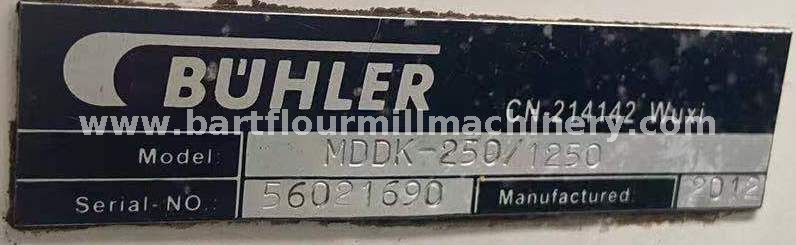 BÜHLER
CN-214142 Wuxi
www.bartflourmillmachinery.com
Model: MDDK-250/1250
Serial-NO.: 56021690 Manufactured: 2012